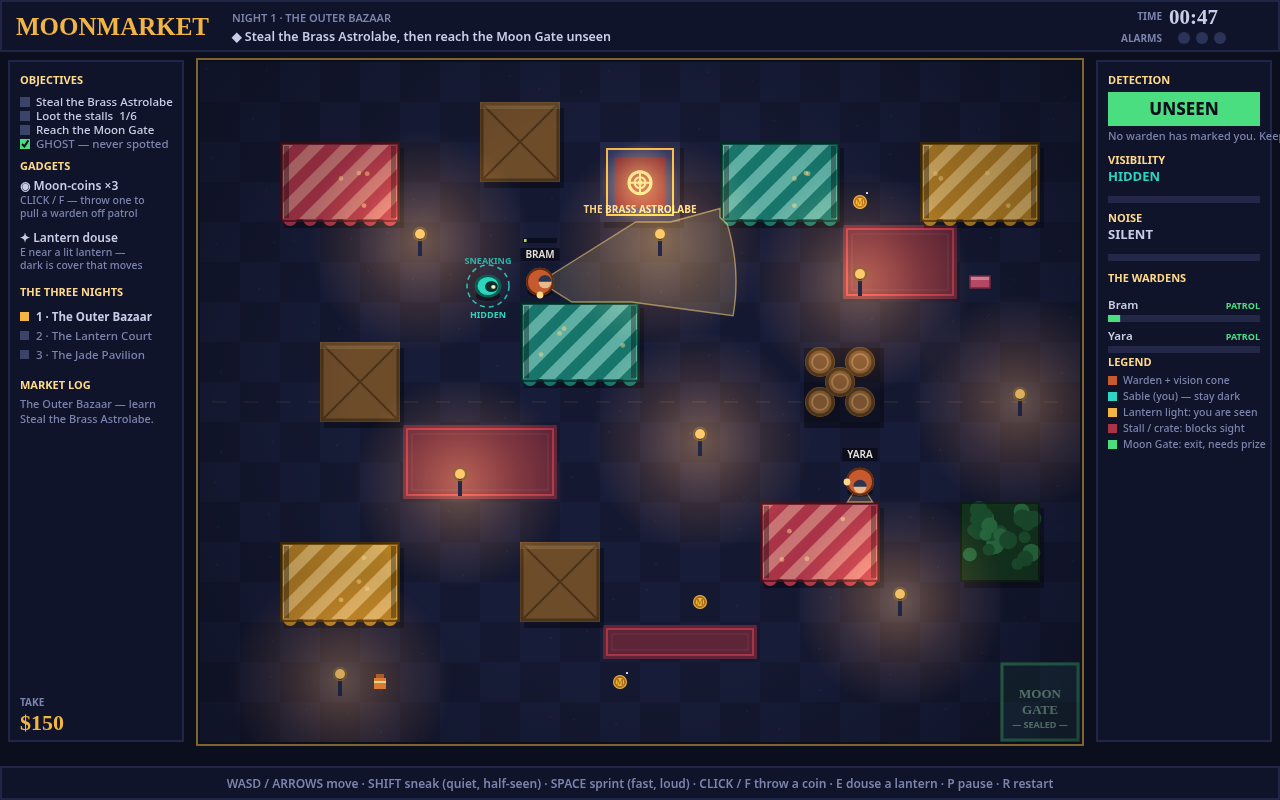 MOONMARKET
NIGHT 1 · THE OUTER BAZAAR
◆ Steal the Brass Astrolabe, then reach the Moon Gate unseen
TIME 00:47
ALARMS
OBJECTIVES
Steal the Brass Astrolabe
Loot the stalls 1/6
Reach the Moon Gate
GHOST — never spotted
GADGETS
◉ Moon-coins ×3
CLICK / F — throw one to
pull a warden off patrol
✦ Lantern douse
E near a lit lantern —
dark is cover that moves
THE THREE NIGHTS
1 · The Outer Bazaar
2 · The Lantern Court
3 · The Jade Pavilion
MARKET LOG
The Outer Bazaar — learn
Steal the Brass Astrolabe.
TAKE
$150
THE BRASS ASTROLABE
BRAM
SNEAKING
HIDDEN
YARA
MOON
GATE
— SEALED —
DETECTION
UNSEEN
No warden has marked you. Kee
VISIBILITY
HIDDEN
NOISE
SILENT
THE WARDENS
Bram PATROL
Yara PATROL
LEGEND
Warden + vision cone
Sable (you) — stay dark
Lantern light: you are seen
Stall / crate: blocks sight
Moon Gate: exit, needs prize
WASD / ARROWS move · SHIFT sneak (quiet, half-seen) · SPACE sprint (fast, loud) · CLICK / F throw a coin · E douse a lantern · P pause · R restart